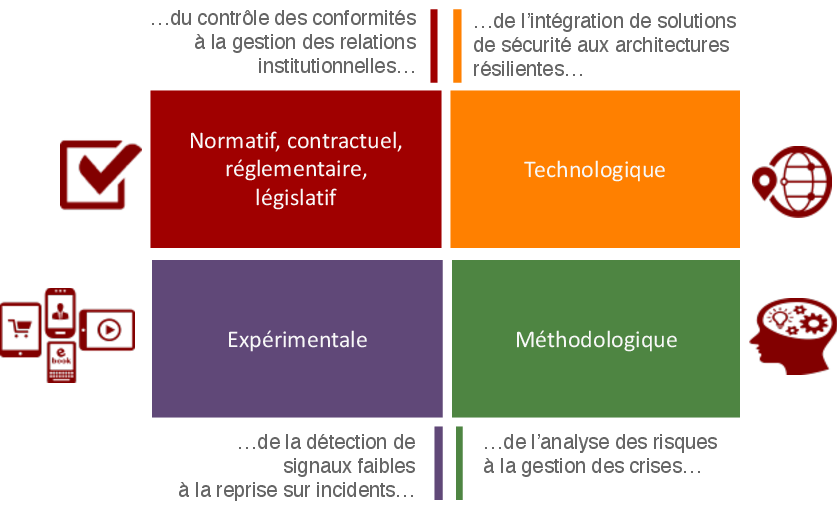 …du contrôle des conformités
à la gestion des relations
institutionnelles…
…de l’intégration de solutions
de sécurité aux architectures
résilientes…
Normatif, contractuel,
réglementaire,
législatif
Technologique
Expérimentale
Méthodologique
e
book
…de la détection de
signaux faibles
à la reprise sur incidents…
…de l’analyse des risques
à la gestion des crises…